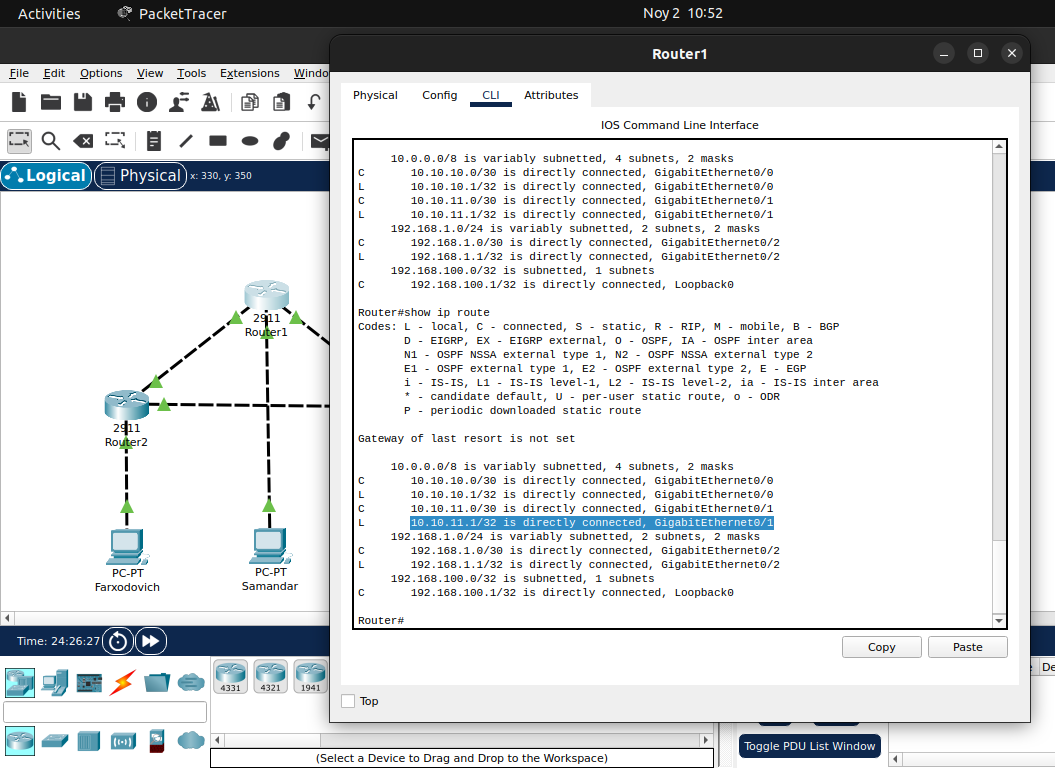 Activities
PacketTracer
Noy 2 10:52
Router1
File Edit Options View Tools Extensions Windo
Physical Config CLI Attributes
IOS Command Line Interface
Logical
Physical
x: 330, y: 350
10.0.0.0/8 is variably subnetted, 4 subnets, 2 masks
C 10.10.10.0/30 is directly connected, GigabitEthernet0/0
L 10.10.10.1/32 is directly connected, GigabitEthernet0/0
C 10.10.11.0/30 is directly connected, GigabitEthernet0/1
L 10.10.11.1/32 is directly connected, GigabitEthernet0/1
192.168.1.0/24 is variably subnetted, 2 subnets, 2 masks
C 192.168.1.0/30 is directly connected, GigabitEthernet0/2
L 192.168.1.1/32 is directly connected, GigabitEthernet0/2
192.168.100.0/32 is subnetted, 1 subnets
C 192.168.100.1/32 is directly connected, Loopback0
Router#show ip route
Codes: L - local, C - connected, S - static, R - RIP, M - mobile, B - BGP
D - EIGRP, EX - EIGRP external, O - OSPF, IA - OSPF inter area
N1 - OSPF NSSA external type 1, N2 - OSPF NSSA external type 2
E1 - OSPF external type 1, E2 - OSPF external type 2, E - EGP
i - IS-IS, L1 - IS-IS level-1, L2 - IS-IS level-2, ia - IS-IS inter area
* - candidate default, U - per-user static route, o - ODR
P - periodic downloaded static route
Gateway of last resort is not set
10.0.0.0/8 is variably subnetted, 4 subnets, 2 masks
C 10.10.10.0/30 is directly connected, GigabitEthernet0/0
L 10.10.10.1/32 is directly connected, GigabitEthernet0/0
C 10.10.11.0/30 is directly connected, GigabitEthernet0/1
L 10.10.11.1/32 is directly connected, GigabitEthernet0/1
192.168.1.0/24 is variably subnetted, 2 subnets, 2 masks
C 192.168.1.0/30 is directly connected, GigabitEthernet0/2
L 192.168.1.1/32 is directly connected, GigabitEthernet0/2
192.168.100.0/32 is subnetted, 1 subnets
C 192.168.100.1/32 is directly connected, Loopback0
Router#
Copy
Paste
Top
2911
Router1
2911
Router2
PC-PT
Farxodovich
PC-PT
Samandar
Time: 24:26:27
4331
4321
1941
(Select a Device to Drag and Drop to the Workspace)
Toggle PDU List Window
De